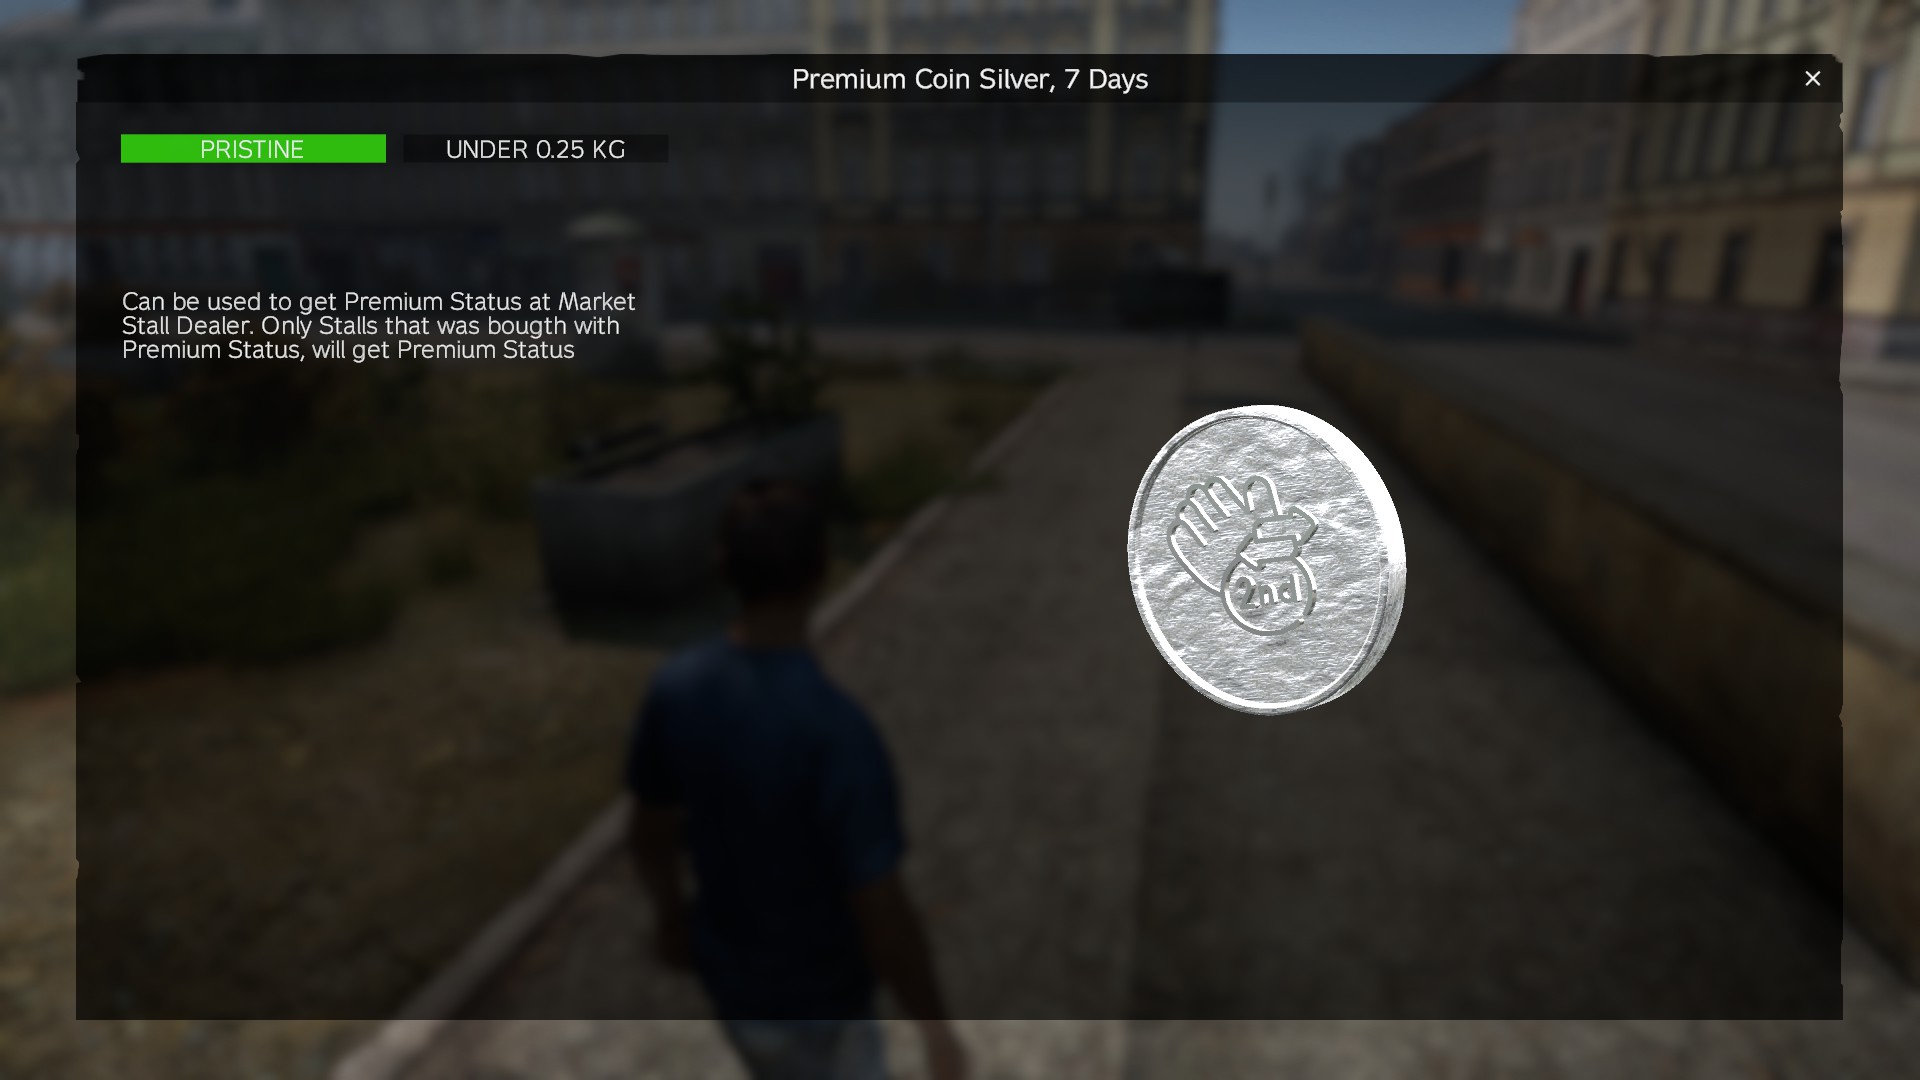 Premium Coin Silver, 7 Days
PRISTINE
UNDER 0.25 KG
Can be used to get Premium Status at Market
Stall Dealer. Only Stalls that was bougth with
Premium Status, will get Premium Status
2nd